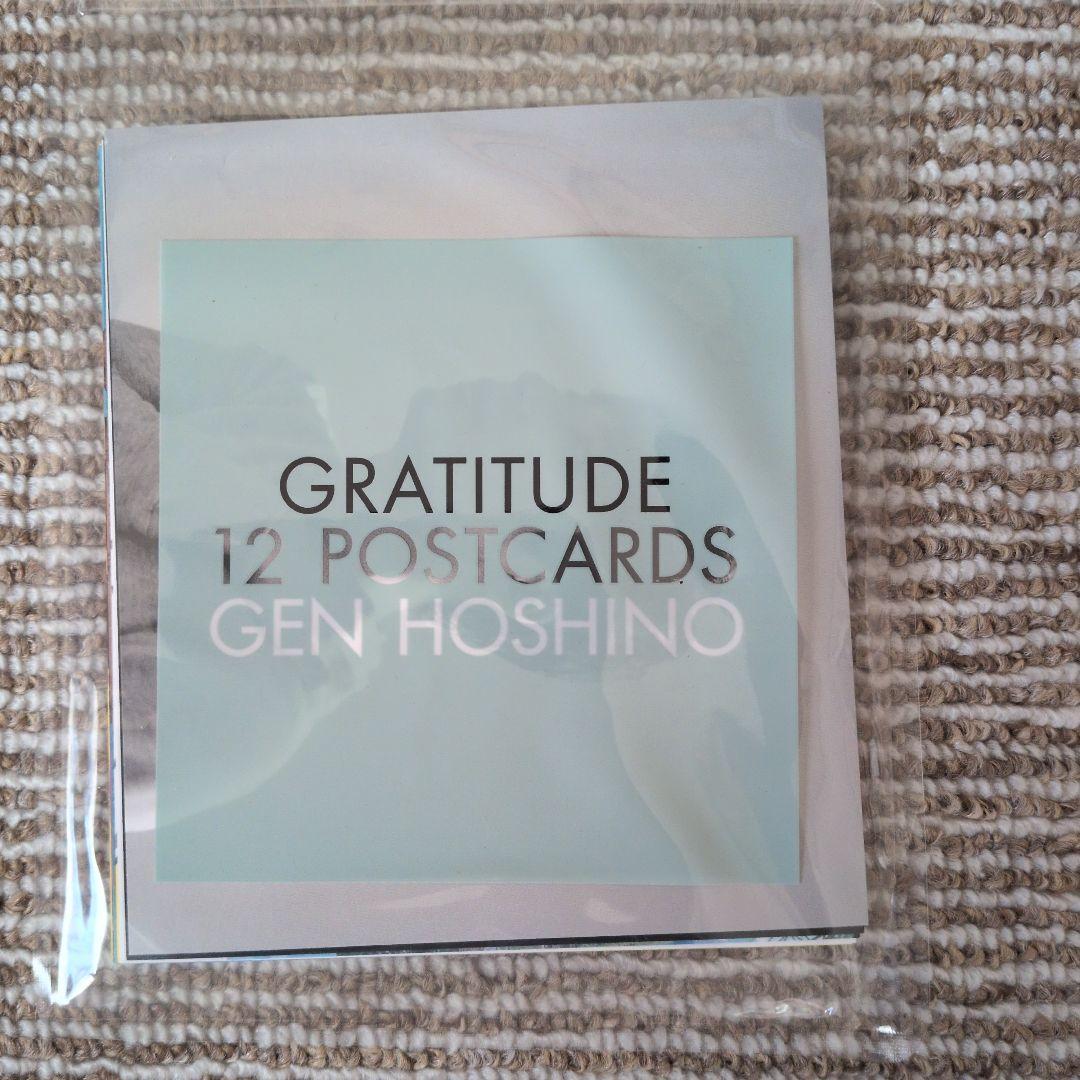 GRATITUDE
12 POSTCARDS
GEN HOSHINO